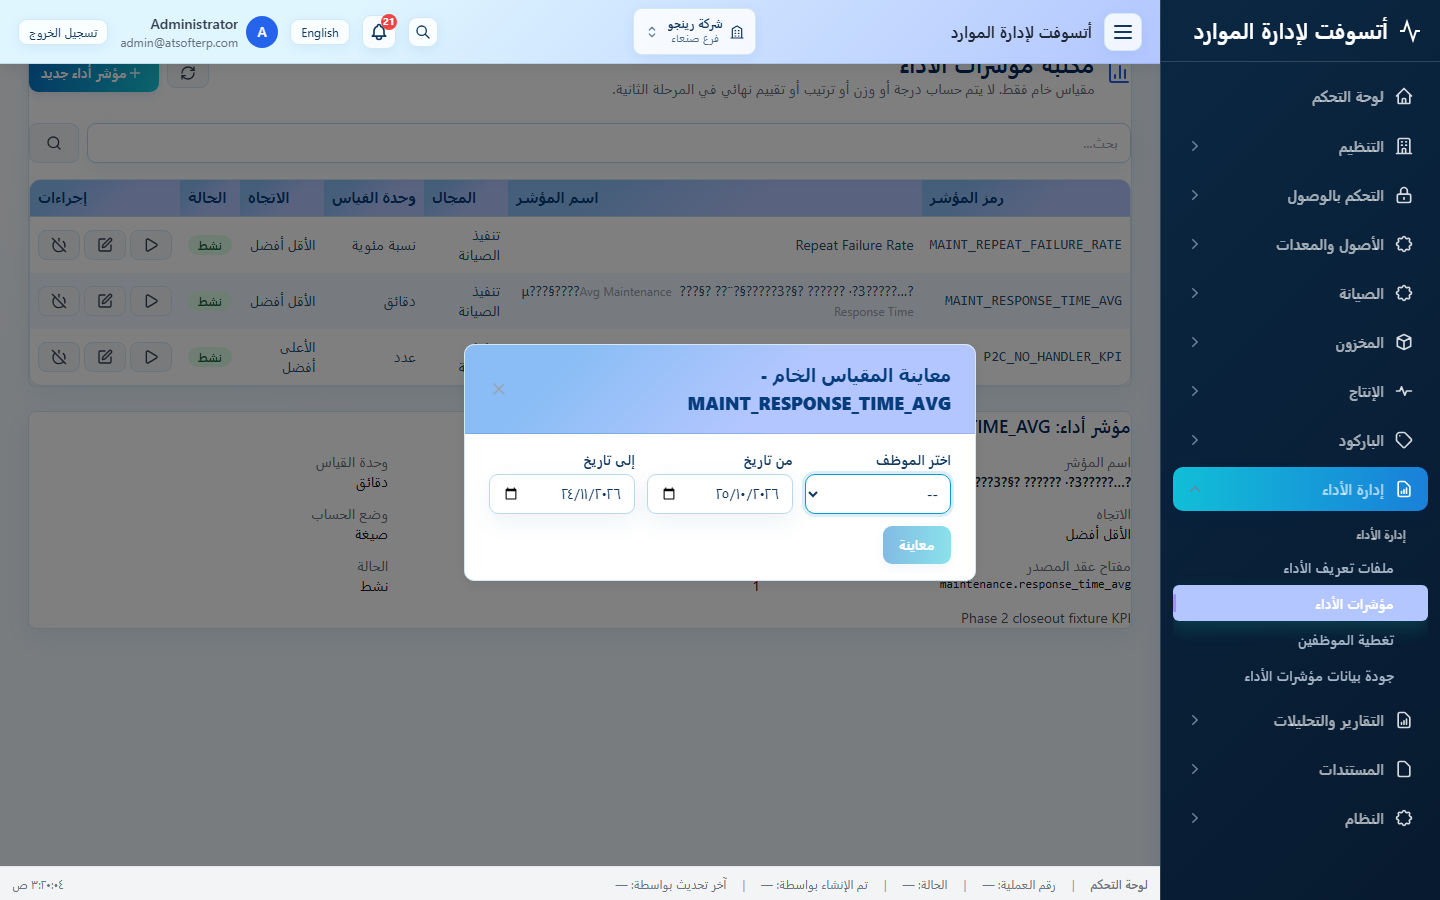 أتسوفت لإدارة الموارد
لوحة التحكم
التنظيم
التحكم بالوصول
الأصول والمعدات
الصيانة
المخزون
الإنتاج
الباركود
إدارة الأداء
إدارة الأداء
ملفات تعريف الأداء
مؤشرات الأداء
تغطية الموظفين
جودة بيانات مؤشرات الأداء
التقارير والتحليلات
المستندات
النظام
أتسوفت لإدارة الموارد
شركة رينجو
فرع صنعاء
21
English
A
Administrator
admin@atsofterp.com
تسجيل الخروج
مكتبة مؤشرات الأداء
مقياس خام فقط. لا يتم حساب درجة أو وزن أو ترتيب أو تقييم نهائي في المرحلة الثانية.
مؤشر أداء جديد
بحث...
رمز المؤشر اسم المؤشر المجال وحدة القياس الاتجاه الحالة إجراءات
MAINT_REPEAT_FAILURE_RATE Repeat Failure Rate تنفيذ الصيانة نسبة مئوية الأقل أفضل نشط
MAINT_RESPONSE_TIME_AVG Avg Maintenance Response Time تنفيذ الصيانة دقائق الأقل أفضل نشط
P2C_NO_HANDLER_KPI عدد الأعلى أفضل نشط
معاينة المقياس الخام -
MAINT_RESPONSE_TIME_AVG
اختر الموظف
--
من تاريخ
٢٥/١٠/٢٠٢٦
إلى تاريخ
٢٤/١١/٢٠٢٦
معاينة
مؤشر أداء: TIME_AVG
اسم المؤشر
وحدة القياس
دقائق
الاتجاه
الأقل أفضل
وضع الحساب
صيغة
مفتاح عقد المصدر
maintenance.response_time_avg
1
الحالة
نشط
Phase 2 closeout fixture KPI
لوحة التحكم | رقم العملية: — | الحالة: — | تم الإنشاء بواسطة: — | آخر تحديث بواسطة: —
٣:٢٠:٠٤ ص